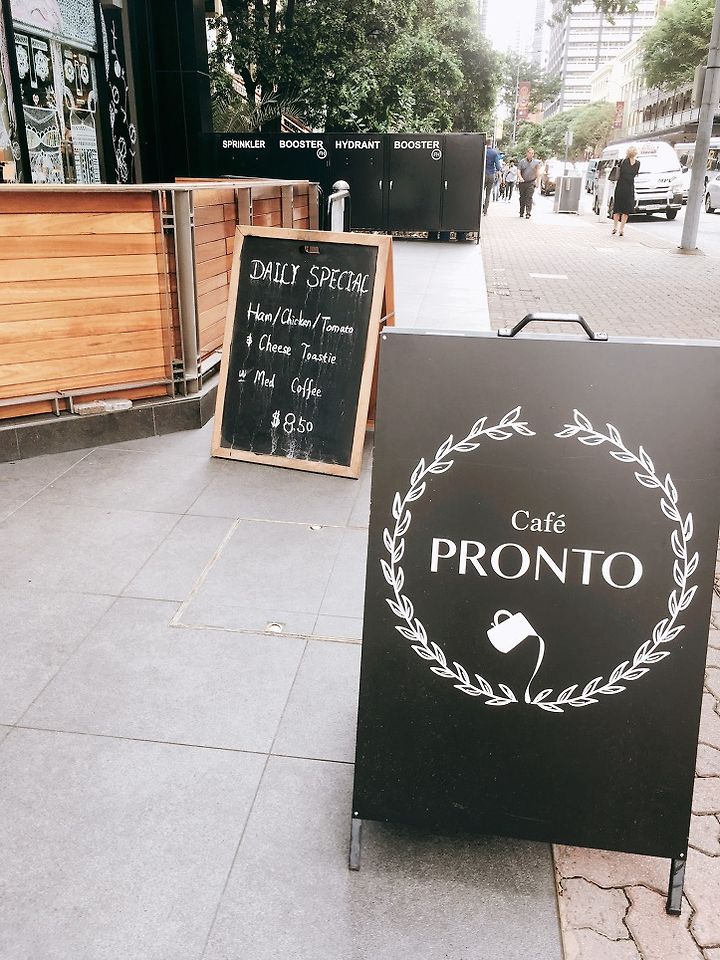 SPRINKLER BOOSTER HYDRANT BOOSTER
DAILY SPECIAL
Ham/Chicken/Tomato
& Cheese Toastie
w Med Coffee
$8.50
Café
PRONTO